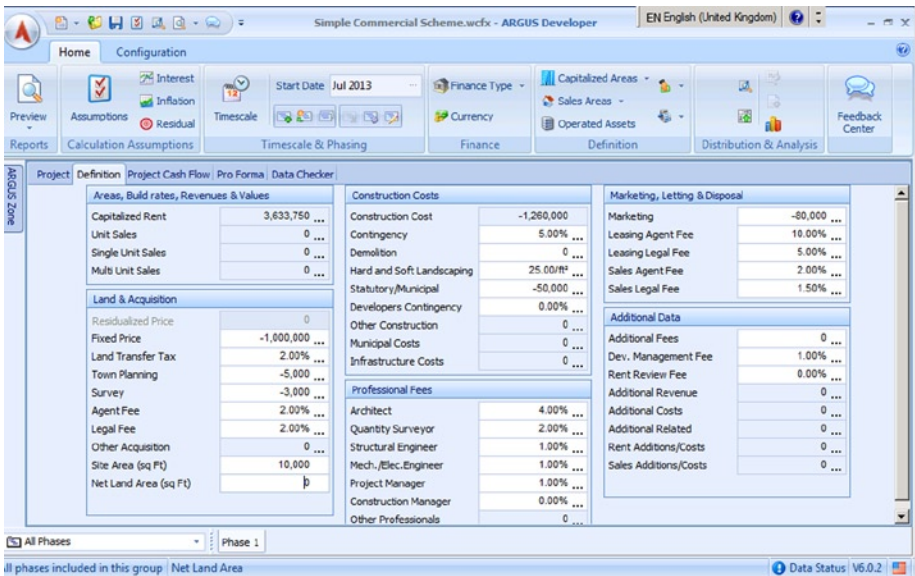 Simple Commercial Scheme.wcfx - ARGUS Developer
EN English (United Kingdom)
Home Configuration
Preview
Reports
Assumptions
Interest
Inflation
Residual
Calculation Assumptions
Timescale
Start Date Jul 2013 ...
Timescale & Phasing
Finance Type
Currency
Finance
Capitalized Areas
Sales Areas
Operated Assets
Definition
Distribution & Analysis
Feedback
Center
ARGUS Zone
Project Definition Project Cash Flow Pro Forma Data Checker
Areas, Build rates, Revenues & Values
Capitalized Rent 3,633,750 ...
Unit Sales 0 ...
Single Unit Sales 0 ...
Multi Unit Sales 0 ...
Land & Acquisition
Residualized Price 0
Fixed Price -1,000,000 ...
Land Transfer Tax 2.00% ...
Town Planning -5,000 ...
Survey -3,000 ...
Agent Fee 2.00% ...
Legal Fee 2.00% ...
Other Acquisition 0 ...
Site Area (sq Ft) 10,000
Net Land Area (sq Ft) 0
Construction Costs
Construction Cost -1,260,000
Contingency 5.00% ...
Demolition 0 ...
Hard and Soft Landscaping 25.00/ft² ...
Statutory/Municipal -50,000 ...
Developers Contingency 0.00% ...
Other Construction 0 ...
Municipal Costs 0 ...
Infrastructure Costs 0 ...
Professional Fees
Architect 4.00% ...
Quantity Surveyor 2.00% ...
Structural Engineer 1.00% ...
Mech./Elec.Engineer 1.00% ...
Project Manager 1.00% ...
Construction Manager 0.00% ...
Other Professionals 0 ...
Marketing, Letting & Disposal
Marketing -80,000 ...
Leasing Agent Fee 10.00% ...
Leasing Legal Fee 5.00% ...
Sales Agent Fee 2.00% ...
Sales Legal Fee 1.50% ...
Additional Data
Additional Fees 0 ...
Dev. Management Fee 1.00% ...
Rent Review Fee 0.00% ...
Additional Revenue 0 ...
Additional Costs 0 ...
Additional Related 0 ...
Rent Additions/Costs 0 ...
Sales Additions/Costs 0 ...
All Phases
Phase 1
All phases included in this group Net Land Area
Data Status V6.0.2